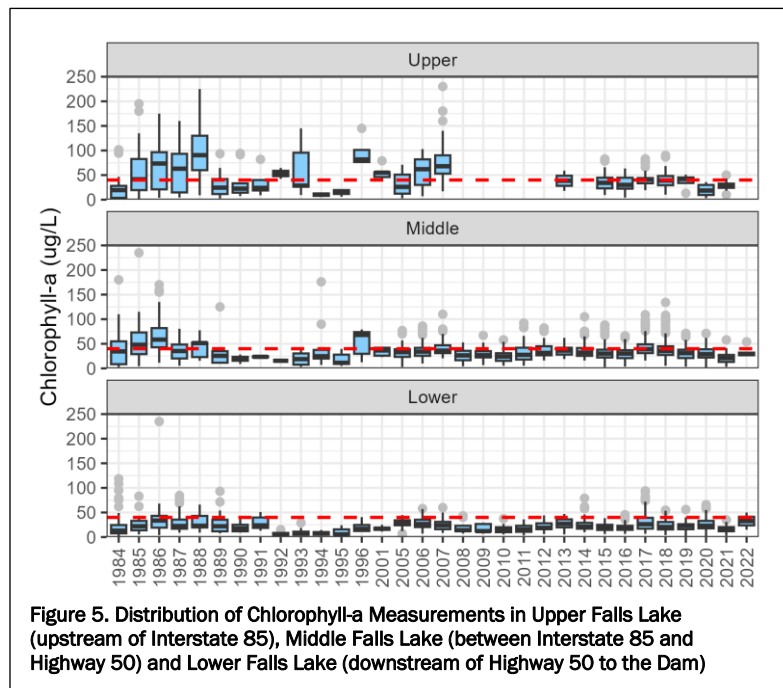 Upper
250
200
150
100
50
0
Middle
250
200
150
100
50
0
Lower
250
200
150
100
50
0
Chlorophyll-a (ug/L)
1984 1985 1986 1987 1988 1989 1990 1991 1992 1993 1994 1995 1996 2001 2005 2006 2007 2008 2009 2010 2011 2012 2013 2014 2015 2016 2017 2018 2019 2020 2021 2022
Figure 5. Distribution of Chlorophyll-a Measurements in Upper Falls Lake
(upstream of Interstate 85), Middle Falls Lake (between Interstate 85 and
Highway 50) and Lower Falls Lake (downstream of Highway 50 to the Dam)